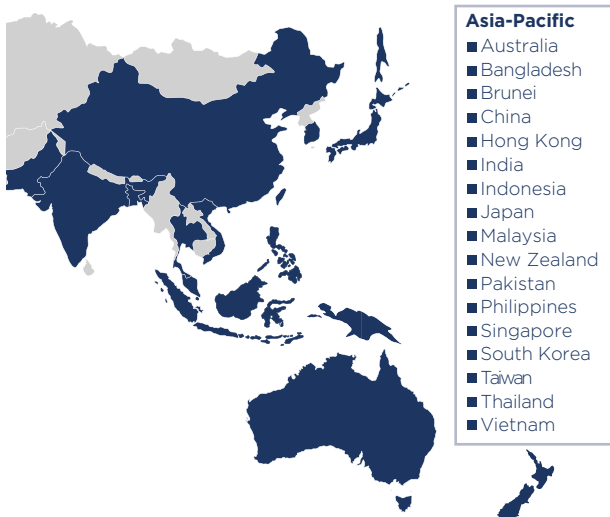 Asia-Pacific
Australia
Bangladesh
Brunei
China
Hong Kong
India
Indonesia
Japan
Malaysia
New Zealand
Pakistan
Philippines
Singapore
South Korea
Taiwan
Thailand
Vietnam